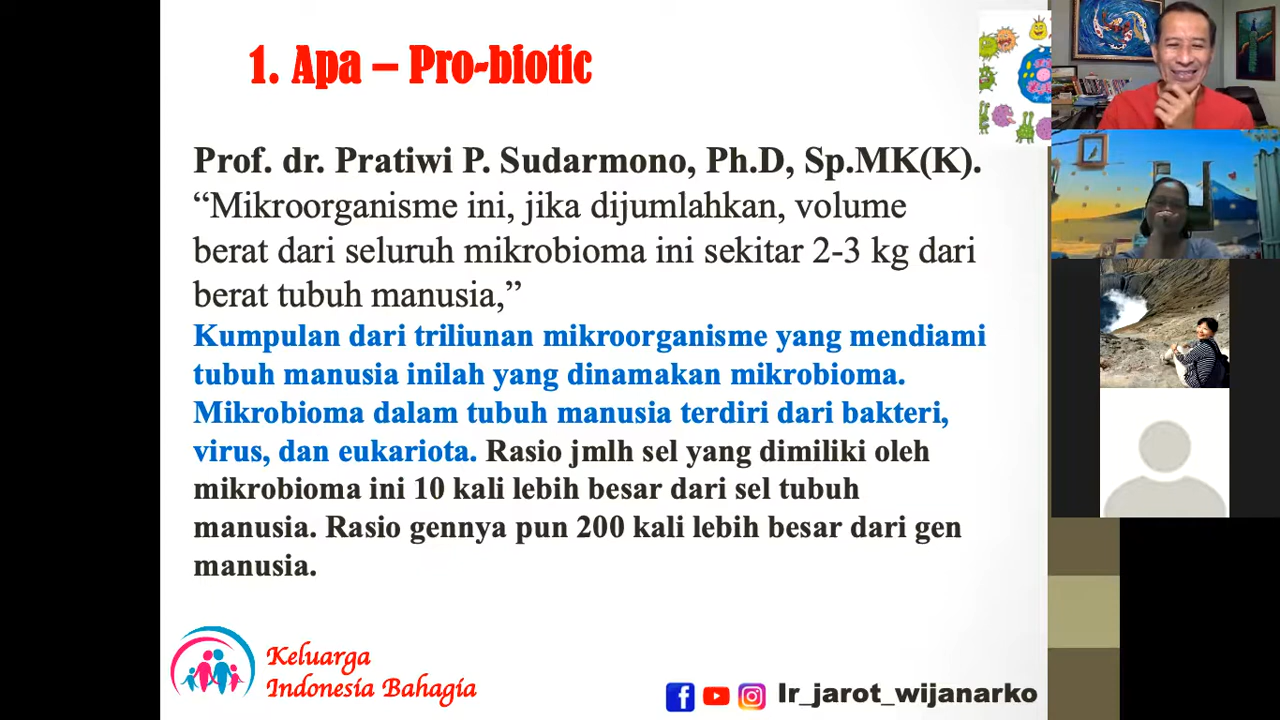 1. Apa – Pro-biotic
Prof. dr. Pratiwi P. Sudarmono, Ph.D, Sp.MK(K).
“Mikroorganisme ini, jika dijumlahkan, volume
berat dari seluruh mikrobioma ini sekitar 2-3 kg dari
berat tubuh manusia,”
Kumpulan dari triliunan mikroorganisme yang mendiami
tubuh manusia inilah yang dinamakan mikrobioma.
Mikrobioma dalam tubuh manusia terdiri dari bakteri,
virus, dan eukariota. Rasio jmlh sel yang dimiliki oleh
mikrobioma ini 10 kali lebih besar dari sel tubuh
manusia. Rasio gennya pun 200 kali lebih besar dari gen
manusia.
Keluarga
Indonesia Bahagia
Ir_jarot_wijanarko